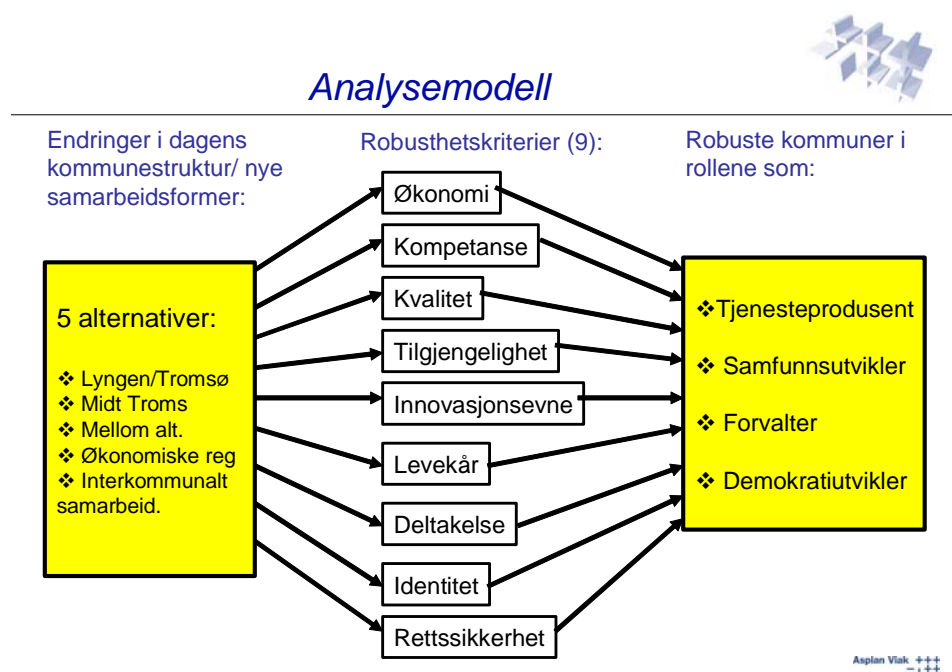 Analysemodell
Endringer i dagens
kommunestruktur/ nye
samarbeidsformer:
Robusthetskriterier (9):
Robuste kommuner i
rollene som:
5 alternativer:
❖ Lyngen/Tromsø
❖ Midt Troms
❖ Mellom alt.
❖ Økonomiske reg
❖ Interkommunalt
samarbeid.
Økonomi
Kompetanse
Kvalitet
Tilgjengelighet
Innovasjonsevne
Levekår
Deltakelse
Identitet
Rettssikkerhet
❖Tjenesteprodusent
❖ Samfunnsutvikler
❖ Forvalter
❖ Demokratiutvikler
Asplan Viak